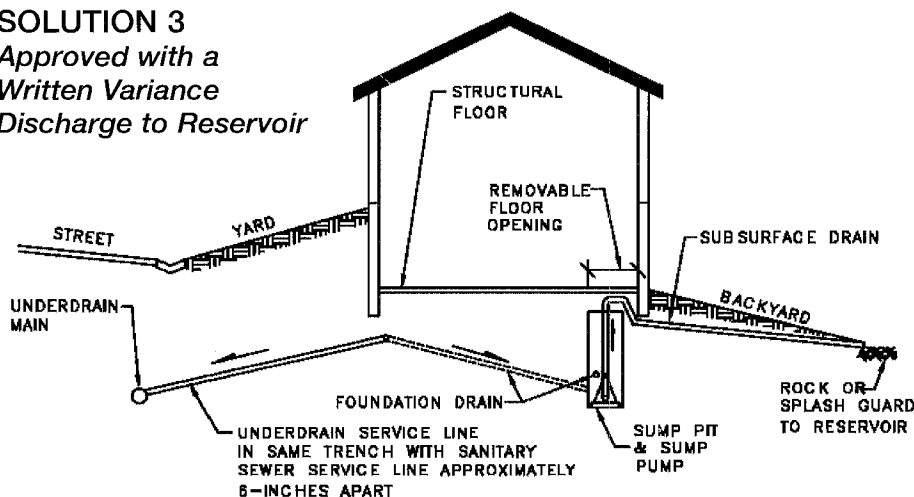 SOLUTION 3
Approved with a
Written Variance
Discharge to Reservoir
STRUCTURAL
FLOOR
REMOVABLE
FLOOR
OPENING
STREET
YARD
SUBSURFACE DRAIN
BACKYARD
UNDERDRAIN
MAIN
FOUNDATION DRAIN
ROCK OR
SPLASH GUARD
TO RESERVOIR
UNDERDRAIN SERVICE LINE
IN SAME TRENCH WITH SANITARY
SEWER SERVICE LINE APPROXIMATELY
6-INCHES APART
SUMP PIT
& SUMP
PUMP